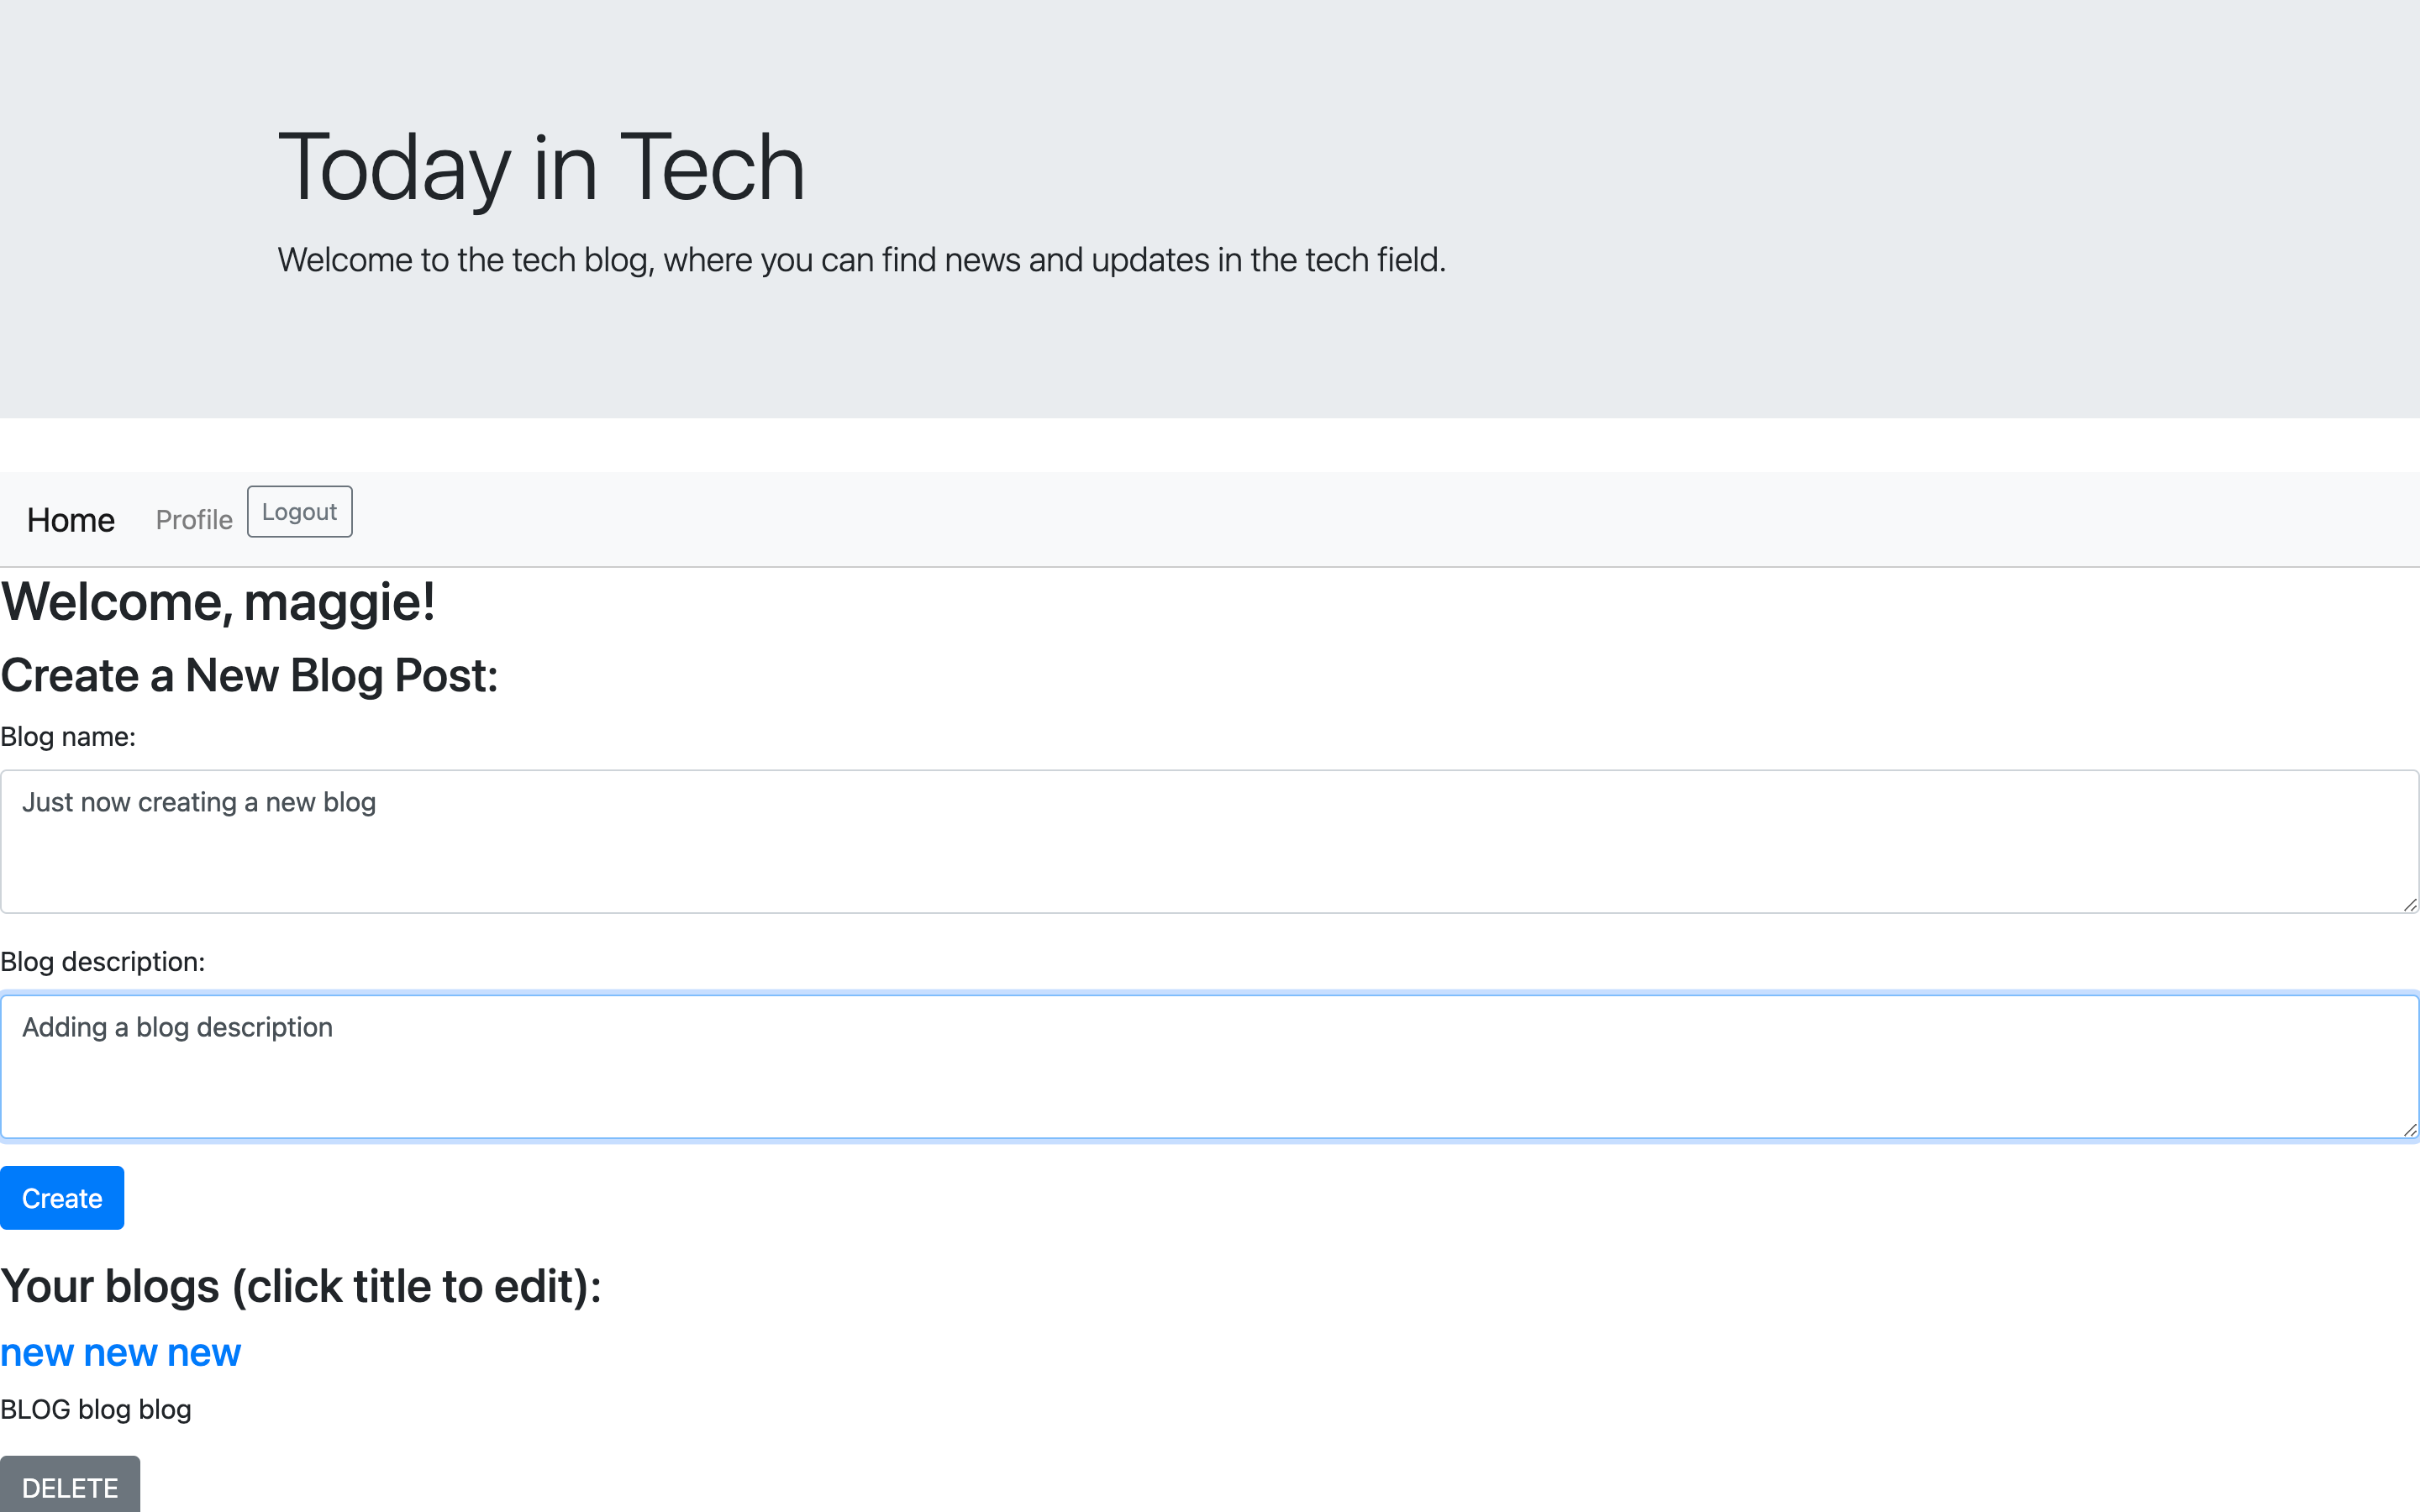 Today in Tech
Welcome to the tech blog, where you can find news and updates in the tech field.
Home Profile Logout
Welcome, maggie!
Create a New Blog Post:
Blog name:
Just now creating a new blog
Blog description:
Adding a blog description
Create
Your blogs (click title to edit):
new new new
BLOG blog blog
DELETE